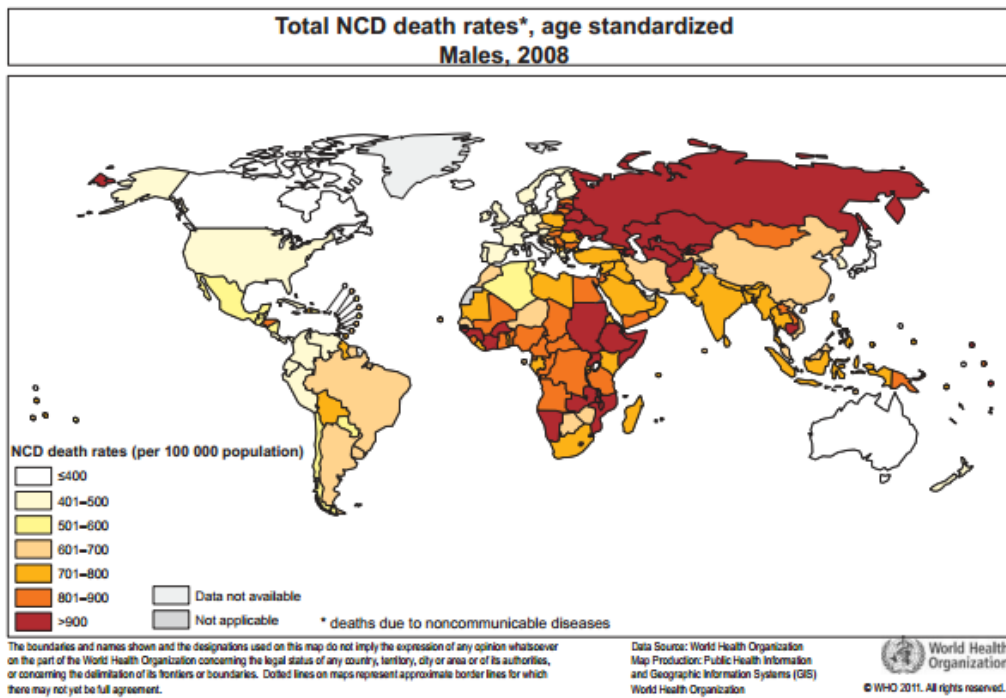 Total NCD death rates*, age standardized
Males, 2008
NCD death rates (per 100 000 population)
≤400
401–500
501–600
601–700
701–800
801–900
>900
Data not available
Not applicable
* deaths due to noncommunicable diseases
The boundaries and names shown and the designations used on this map do not imply the expression of any opinion whatsoever
on the part of the World Health Organization concerning the legal status of any country, territory, city or area or of its authorities,
or concerning the delimitation of its frontiers or boundaries. Dotted lines on maps represent approximate border lines for which
there may not yet be full agreement.
Data Source: World Health Organization
Map Production: Public Health Information
and Geographic Information Systems (GIS)
World Health Organization
World Health
Organization
© WHO 2011. All rights reserved.